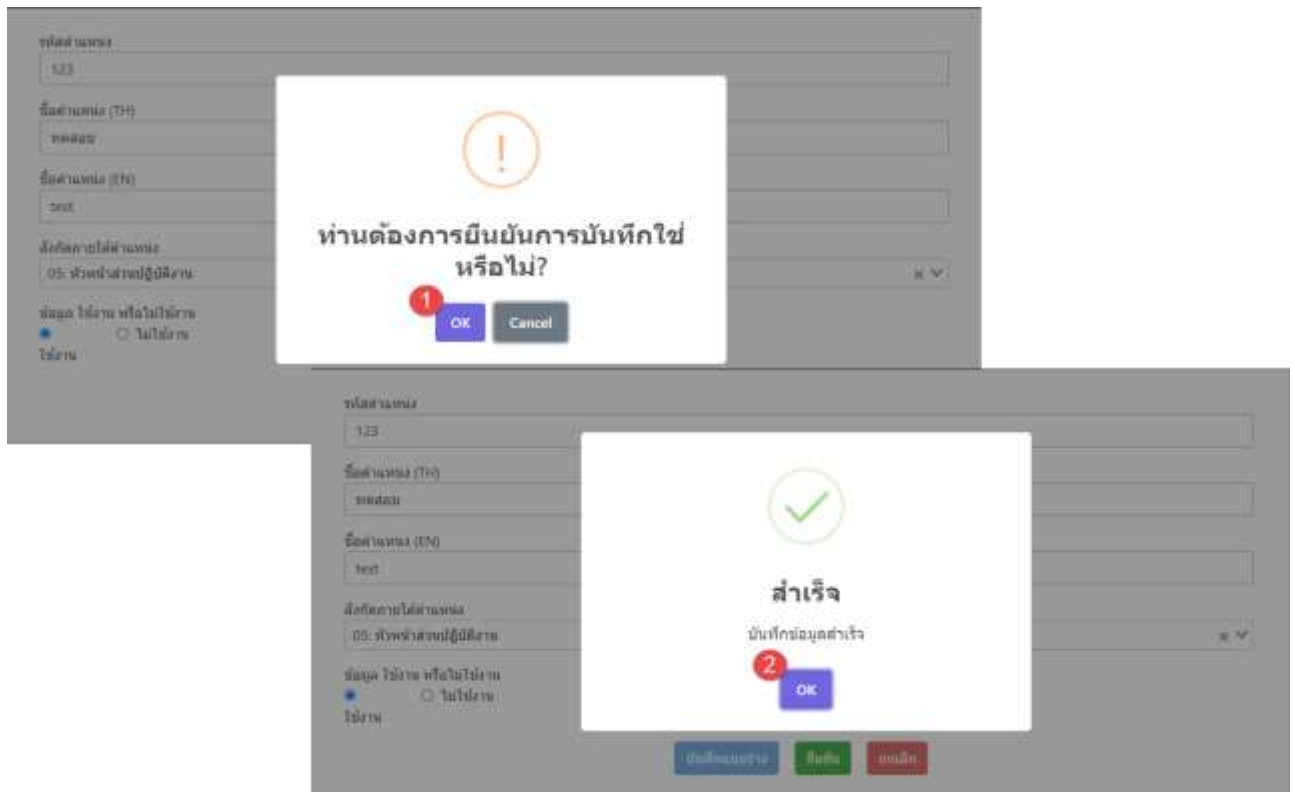 รหัสตำแหน่ง
123
ชื่อตำแหน่ง (TH)
ทดสอบ
ชื่อตำแหน่ง (EN)
text
สังกัดภายใต้ตำแหน่ง
05: หัวหน้าส่วนปฏิบัติงาน
ข้อมูล ใช้งาน หรือไม่ใช้งาน
ไม่ใช้งาน
ใช้งาน
!
ท่านต้องการยืนยันการบันทึกใช่
หรือไม่?
1
OK Cancel
รหัสตำแหน่ง
123
ชื่อตำแหน่ง (TH)
ทดสอบ
ชื่อตำแหน่ง (EN)
text
สังกัดภายใต้ตำแหน่ง
05: หัวหน้าส่วนปฏิบัติงาน
ข้อมูล ใช้งาน หรือไม่ใช้งาน
ไม่ใช้งาน
ใช้งาน
สำเร็จ
บันทึกข้อมูลสำเร็จ
2
OK
บันทึกแบบร่าง ยืนยัน ยกเลิก